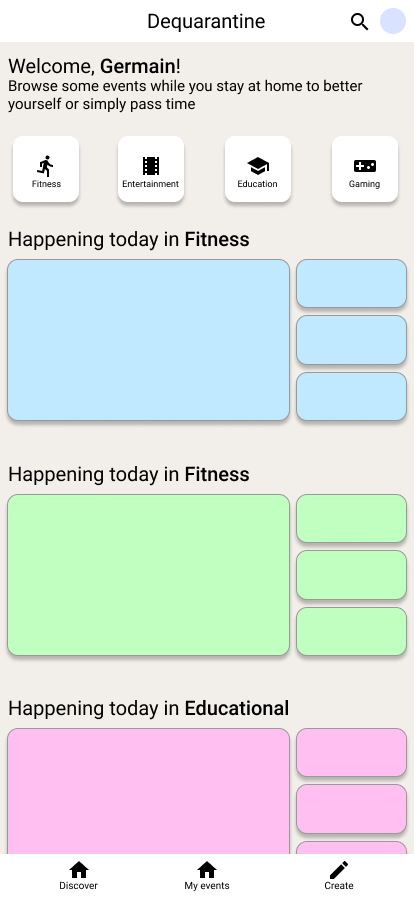 Dequarantine
Welcome, Germain!
Browse some events while you stay at home to better
yourself or simply pass time
Fitness
Entertainment
Education
Gaming
Happening today in Fitness
Happening today in Fitness
Happening today in Educational
Discover
My events
Create